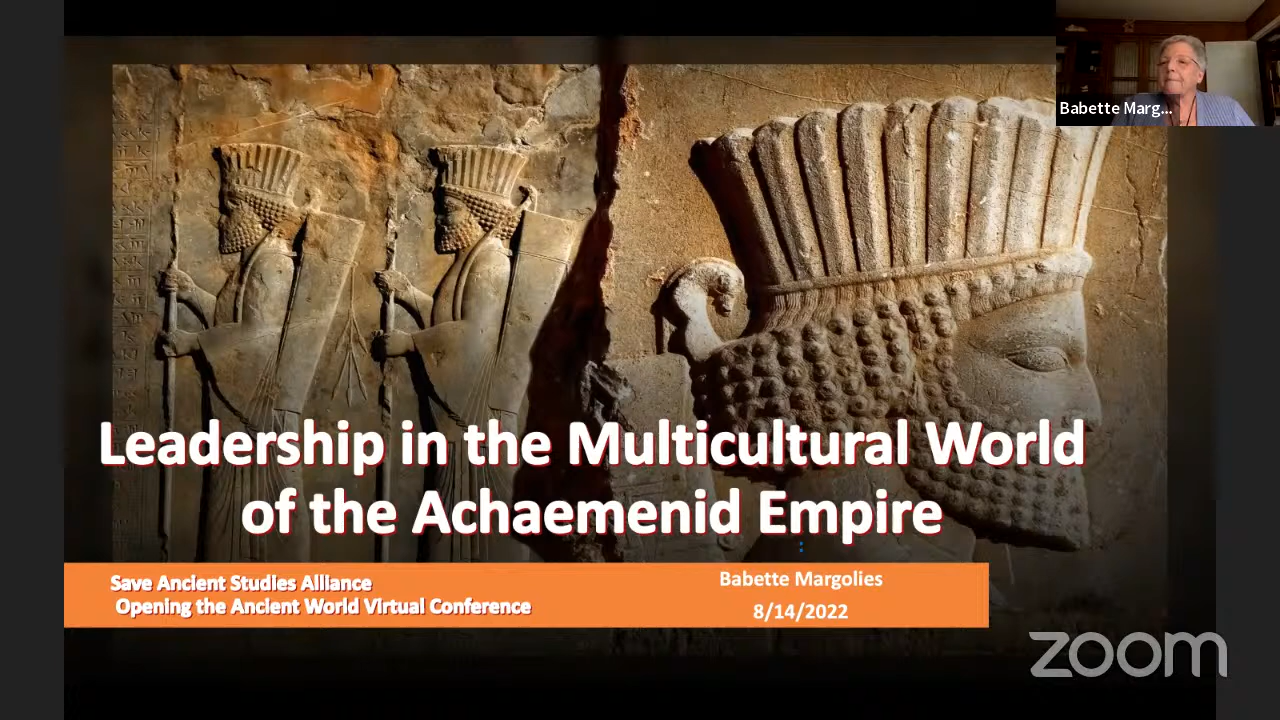 Babette Marg...
Leadership in the Multicultural World
of the Achaemenid Empire
Save Ancient Studies Alliance
Opening the Ancient World Virtual Conference
Babette Margolies
8/14/2022
zoom